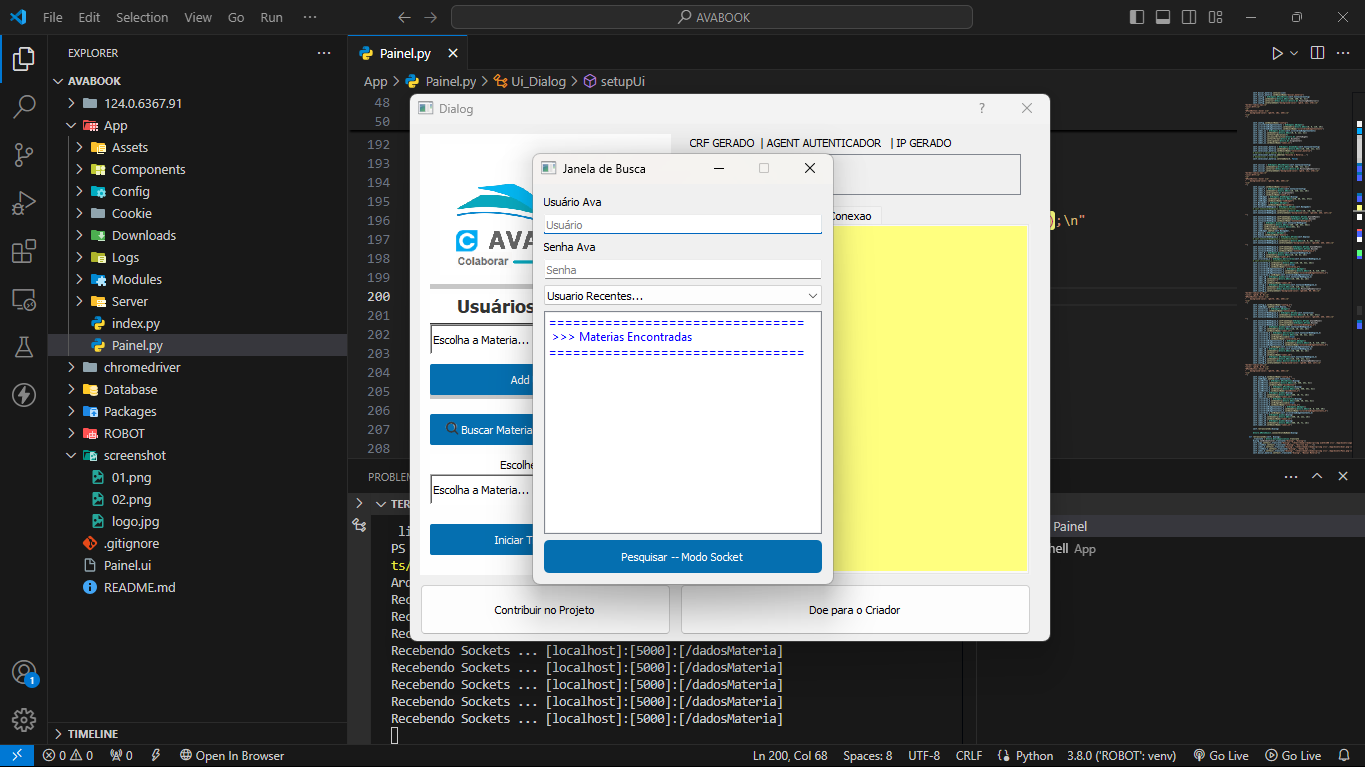 File Edit Selection View Go Run ··· AVABOOK
EXPLORER
AVABOOK
124.0.6367.91
App
Assets
Components
Config
Cookie
Downloads
Logs
Modules
Server
index.py
Painel.py
chromedriver
Database
Packages
ROBOT
screenshot
01.png
02.png
logo.jpg
.gitignore
Painel.ui
README.md
TIMELINE
Painel.py
App > Painel.py > Ui_Dialog > setupUi
48
50
192
193
194
195
196
197
198
199
200
201
202
203
204
205
206
207
208
);\n"
Dialog
CRF GERADO | AGENT AUTENTICADOR | IP GERADO
Conexao
C AVA
Colaborar
Usuários
Escolha a Materia...
Add
Buscar Materia
Escolhe
Escolha a Materia...
Iniciar T
Contribuir no Projeto
Doe para o Criador
Janela de Busca
Usuário Ava
Usuário
Senha Ava
Senha
Usuario Recentes...
================================
>>> Materias Encontradas
================================
Pesquisar -- Modo Socket
PROBLEM
TER
li
PS
ts/
Arq
Rec
Rec
Rec
Recebendo Sockets ... [localhost]:[5000]:[/dadosMateria]
Recebendo Sockets ... [localhost]:[5000]:[/dadosMateria]
Recebendo Sockets ... [localhost]:[5000]:[/dadosMateria]
Recebendo Sockets ... [localhost]:[5000]:[/dadosMateria]
Recebendo Sockets ... [localhost]:[5000]:[/dadosMateria]
Painel
hell App
1
0 0 0 Open In Browser Ln 200, Col 68 Spaces: 8 UTF-8 CRLF Python 3.8.0 ('ROBOT': venv) Go Live Go Live